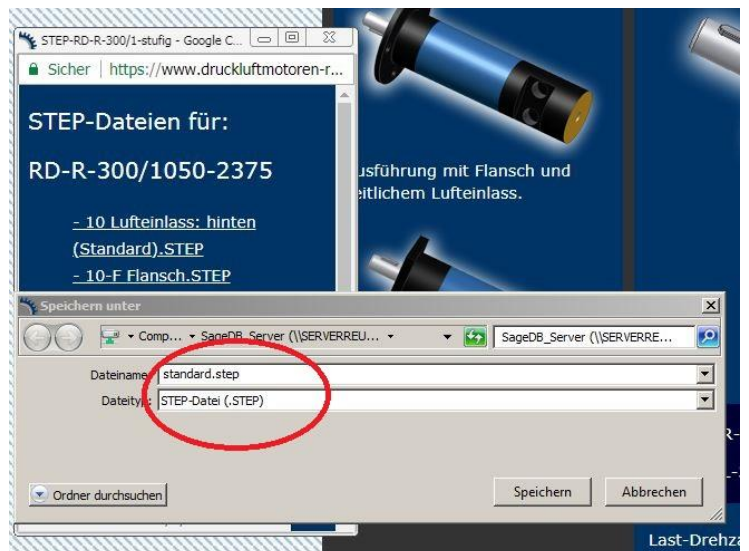 STEP-RD-R-300/1-stufig - Google C...
Sicher | https://www.druckluftmotoren-r...
STEP-Dateien für:
RD-R-300/1050-2375
- 10 Lufteinlass: hinten
(Standard).STEP
- 10-F Flansch.STEP
usführung mit Flansch und
eitlichem Lufteinlass.
Speichern unter
Comp... SageDB_Server (\\SERVERREU... SageDB_Server (\\SERVERRE...
Dateiname: standard.step
Dateityp: STEP-Datei (.STEP)
Ordner durchsuchen Speichern Abbrechen
Last-Drehza